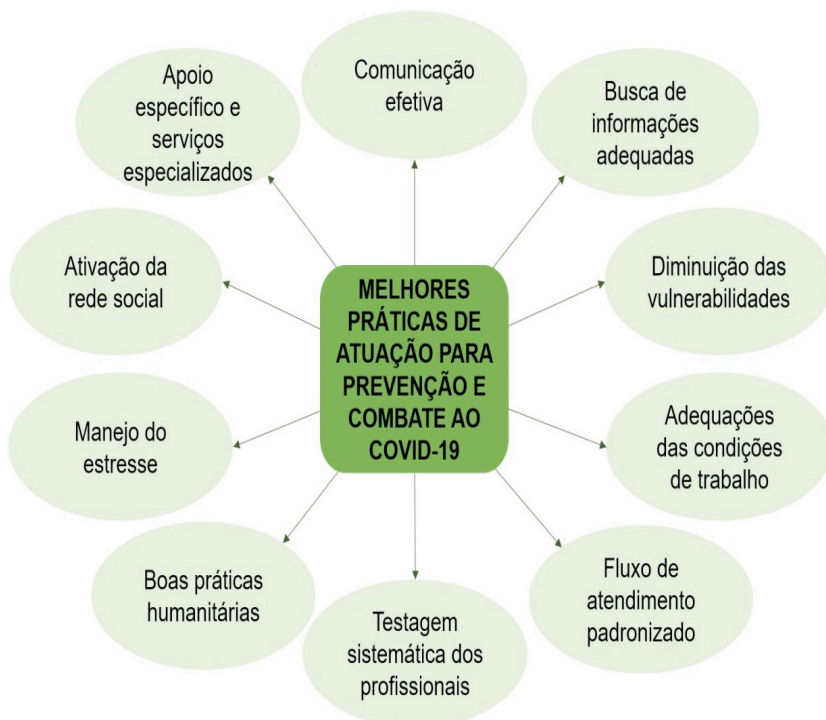 Comunicação
efetiva
Busca de
informações
adequadas
Diminuição das
vulnerabilidades
Adequações
das condições
de trabalho
Fluxo de
atendimento
padronizado
Testagem
sistemática dos
profissionais
Boas práticas
humanitárias
Manejo do
estresse
Ativação da
rede social
Apoio
específico e
serviços
especializados
MELHORES
PRÁTICAS DE
ATUAÇÃO PARA
PREVENÇÃO E
COMBATE AO
COVID-19